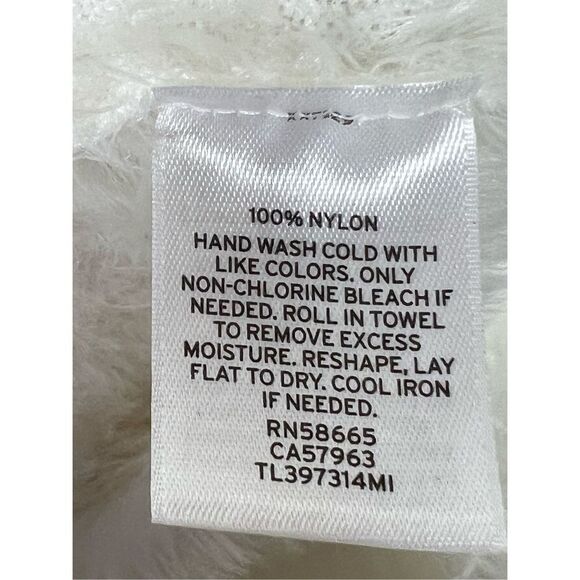 100% NYLON
HAND WASH COLD WITH
LIKE COLORS. ONLY
NON-CHLORINE BLEACH IF
NEEDED. ROLL IN TOWEL
TO REMOVE EXCESS
MOISTURE. RESHAPE, LAY
FLAT TO DRY. COOL IRON
IF NEEDED.
RN58665
CA57963
TL397314MI